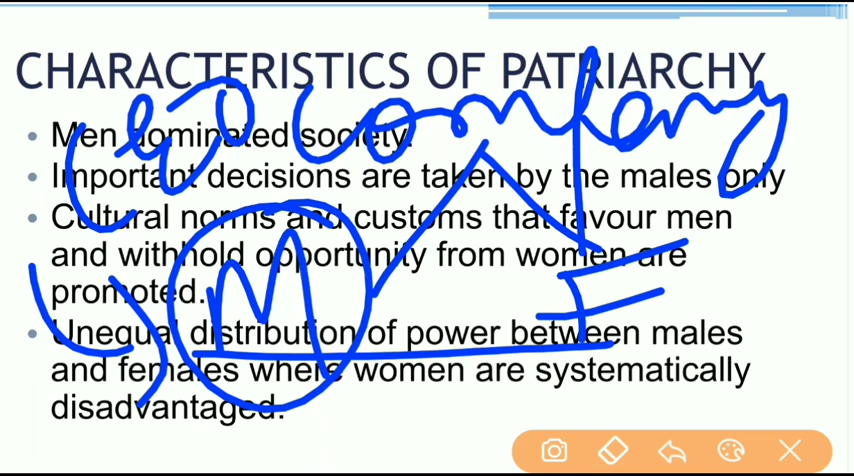 CHARACTERISTICS OF PATRIARCHY
• Men dominated society.
• Important decisions are taken by the males only
• Cultural norms and customs that favour men
and withhold opportunity from women are
promoted.
M
F
• Unequal distribution of power between males
and females where women are systematically
disadvantaged.